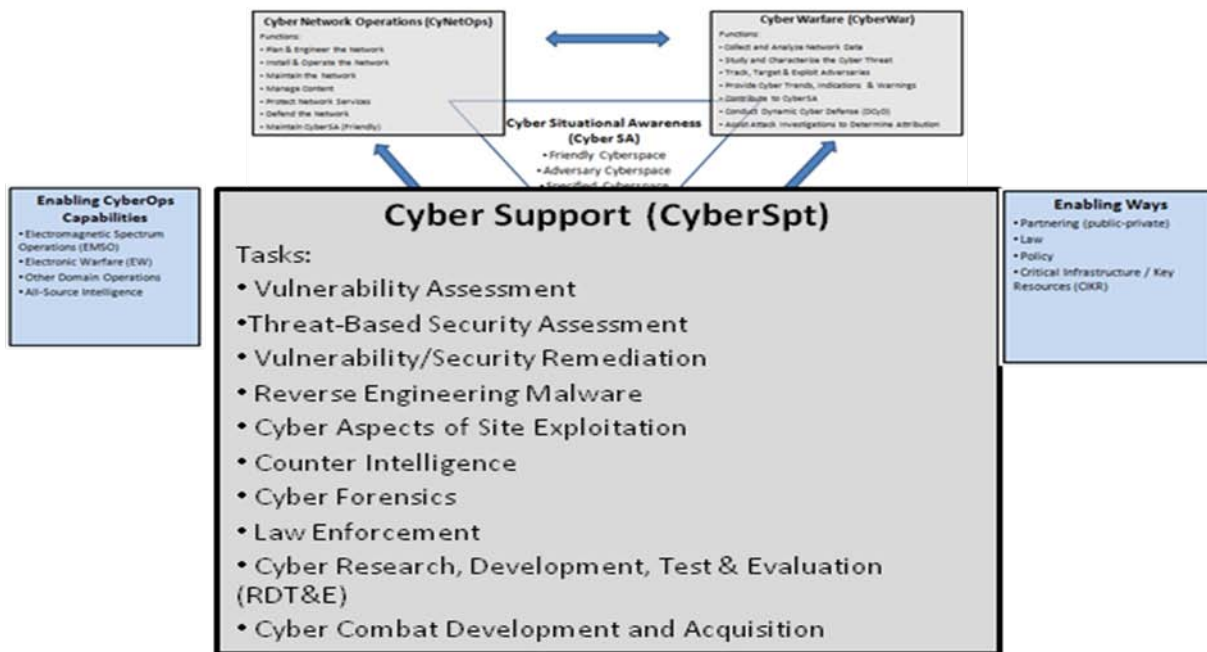 Cyber Network Operations (CyNetOps)
Functions:
• Plan & Engineer the Network
• Install & Operate the Network
• Maintain the Network
• Manage Content
• Protect Network Services
• Defend the Network
• Maintain CyberSA (Friendly)
Cyber Warfare (CyberWar)
Functions:
• Collect and Analyze Network Data
• Study and Characterize the Cyber Threat
• Track, Target & Exploit Adversaries
• Provide Cyber Trends, Indications & Warnings
• Contribute to CyberSA
• Conduct Dynamic Cyber Defense (DCyD)
• Assist Attack Investigations to Determine Attribution
Cyber Situational Awareness
(Cyber SA)
• Friendly Cyberspace
• Adversary Cyberspace
• Specified Cyberspace
Enabling CyberOps
Capabilities
• Electromagnetic Spectrum
Operations (EMSO)
• Electronic Warfare (EW)
• Other Domain Operations
• All-Source Intelligence
Cyber Support (CyberSpt)
Tasks:
• Vulnerability Assessment
•Threat-Based Security Assessment
• Vulnerability/Security Remediation
• Reverse Engineering Malware
• Cyber Aspects of Site Exploitation
• Counter Intelligence
• Cyber Forensics
• Law Enforcement
• Cyber Research, Development, Test & Evaluation
(RDT&E)
• Cyber Combat Development and Acquisition
Enabling Ways
• Partnering (public-private)
• Law
• Policy
• Critical Infrastructure / Key
Resources (CIKR)